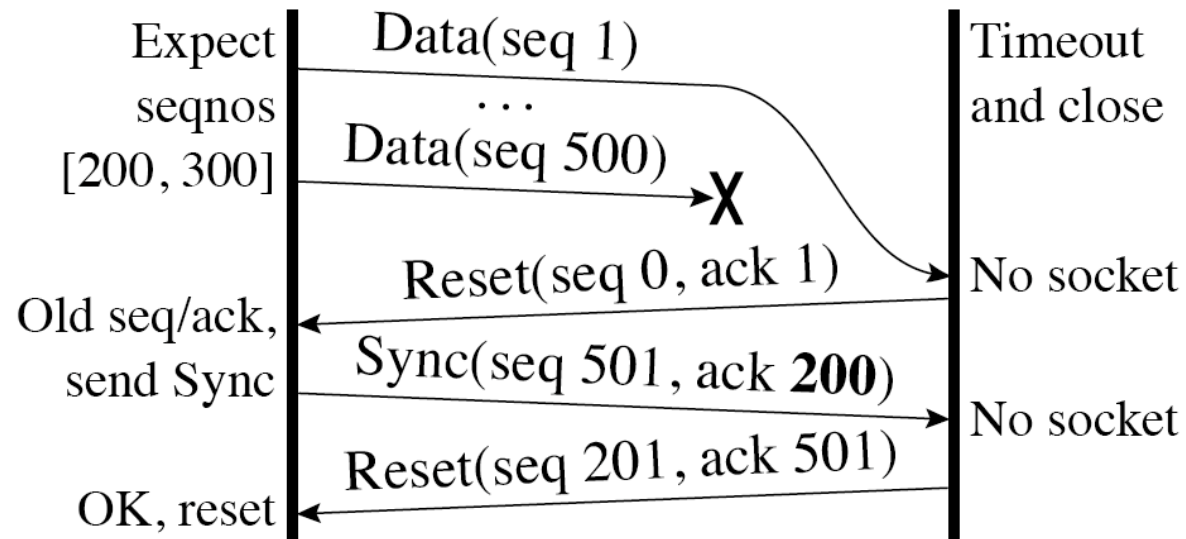 Expect
seqnos
[200, 300]
Data(seq 1)
Timeout
and close
...
Data(seq 500)
X
Reset(seq 0, ack 1)
No socket
Old seq/ack,
send Sync
Sync(seq 501, ack 200)
No socket
Reset(seq 201, ack 501)
OK, reset